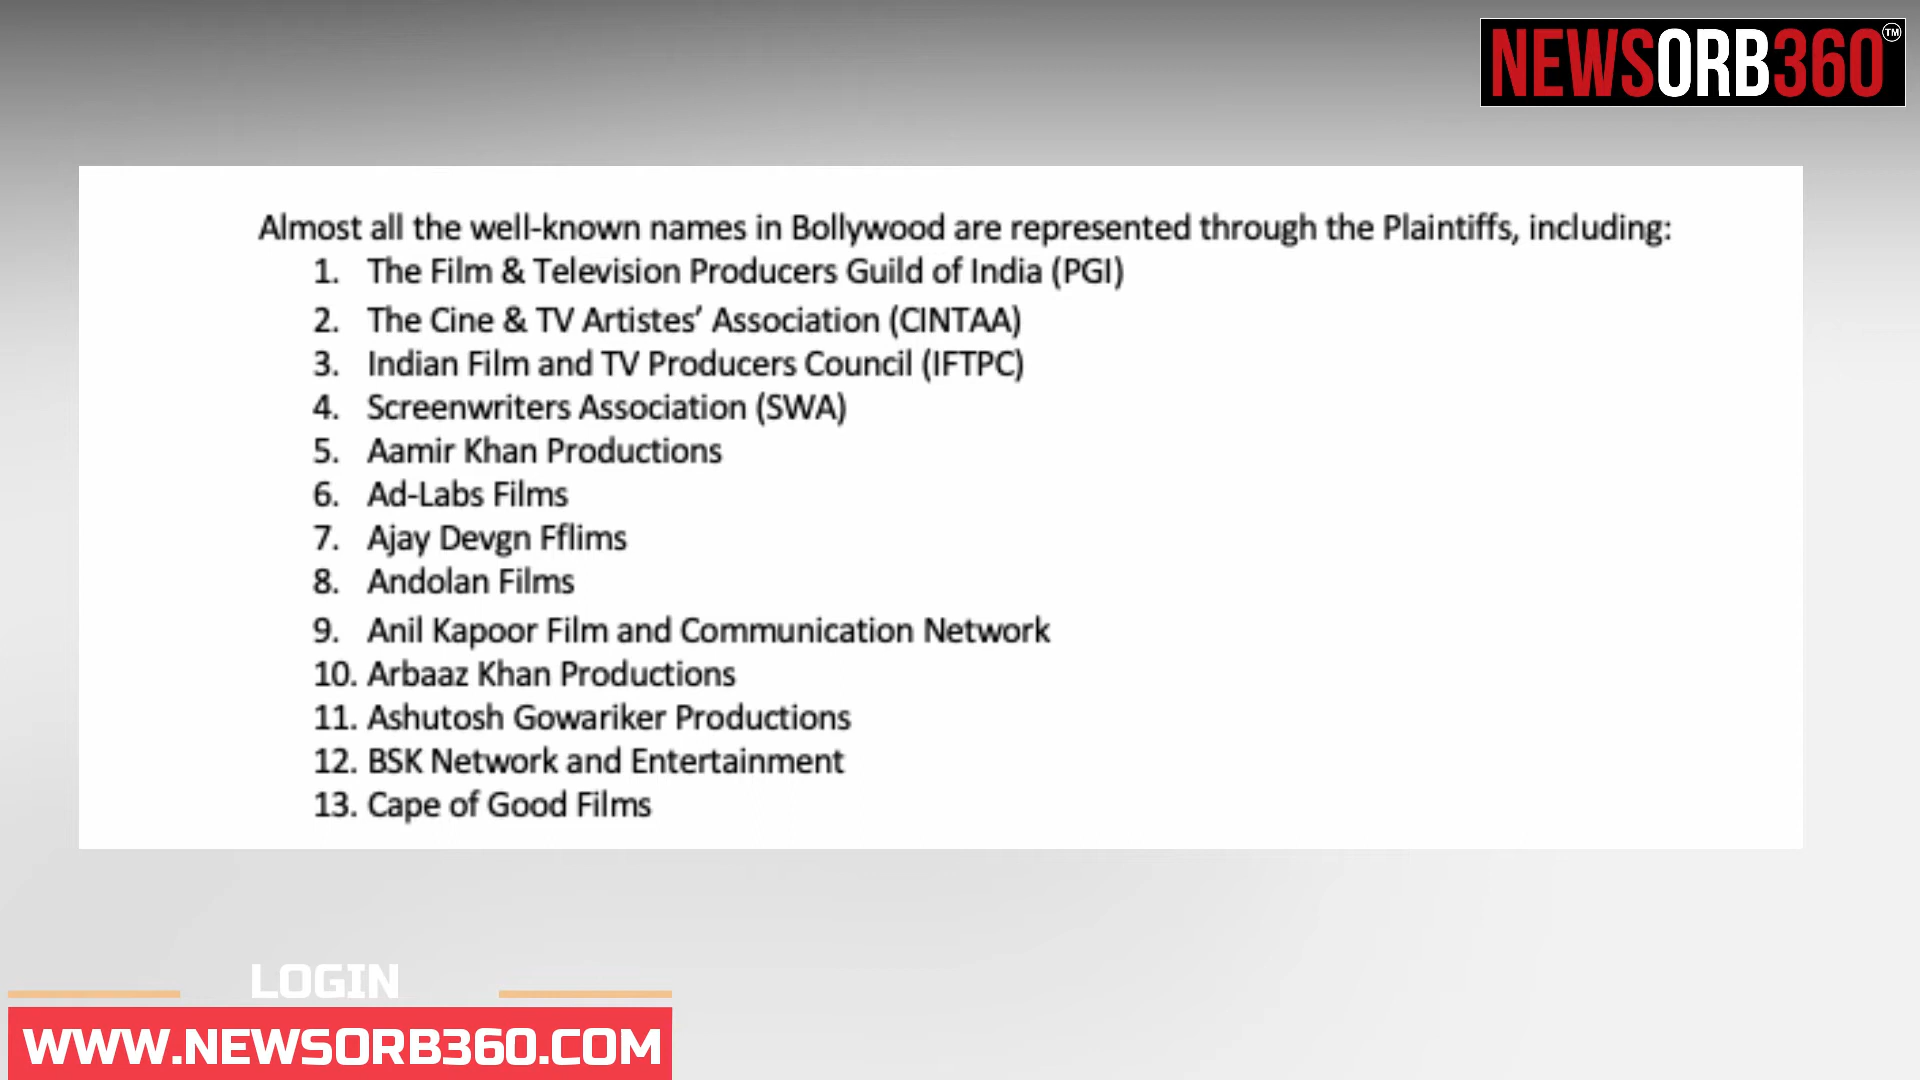 NEWSORB360™
Almost all the well-known names in Bollywood are represented through the Plaintiffs, including:
1. The Film & Television Producers Guild of India (PGI)
2. The Cine & TV Artistes’ Association (CINTAA)
3. Indian Film and TV Producers Council (IFTPC)
4. Screenwriters Association (SWA)
5. Aamir Khan Productions
6. Ad-Labs Films
7. Ajay Devgn Fflims
8. Andolan Films
9. Anil Kapoor Film and Communication Network
10. Arbaaz Khan Productions
11. Ashutosh Gowariker Productions
12. BSK Network and Entertainment
13. Cape of Good Films
LOGIN
WWW.NEWSORB360.COM